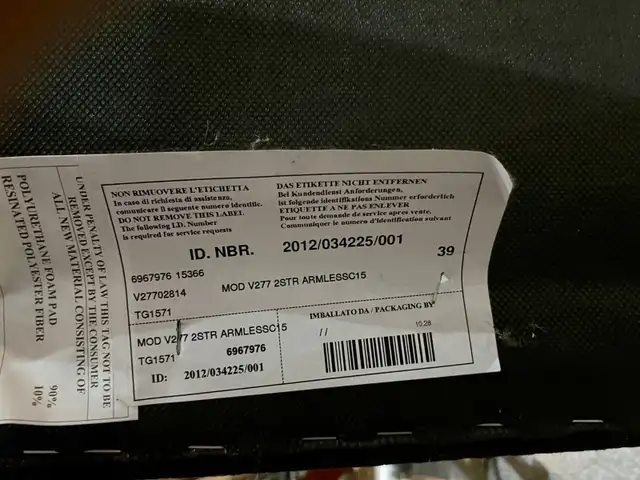 UNDER PENALTY OF LAW THIS TAG NOT TO BE
REMOVED EXCEPT BY THE CONSUMER
ALL NEW MATERIAL CONSISTING OF
POLYURETHANE FOAM PAD 90%
RESINATED POLYESTER FIBER 10%
NON RIMUOVERE L'ETICHETTA
In caso di richiesta di assistenza,
comunicare il seguente numero identific.
DO NOT REMOVE THIS LABEL
The following I.D. Number
is required for service requests
DAS ETIKETTE NICHT ENTFERNEN
Bei Kundendienst Anforderungen,
ist folgende identifikations Nummer erforderlich
ETIQUETTE A NE PAS ENLEVER
Pour toute demande de service apres vente,
Communiquer le numero d'identification suivant
ID. NBR. 2012/034225/001
39
6967976 15366
V27702814 MOD V277 2STR ARMLESSC15
TG1571
MOD V277 2STR ARMLESSC15
TG1571 6967976
ID: 2012/034225/001
IMBALLATO DA / PACKAGING BY
/ / 10.28